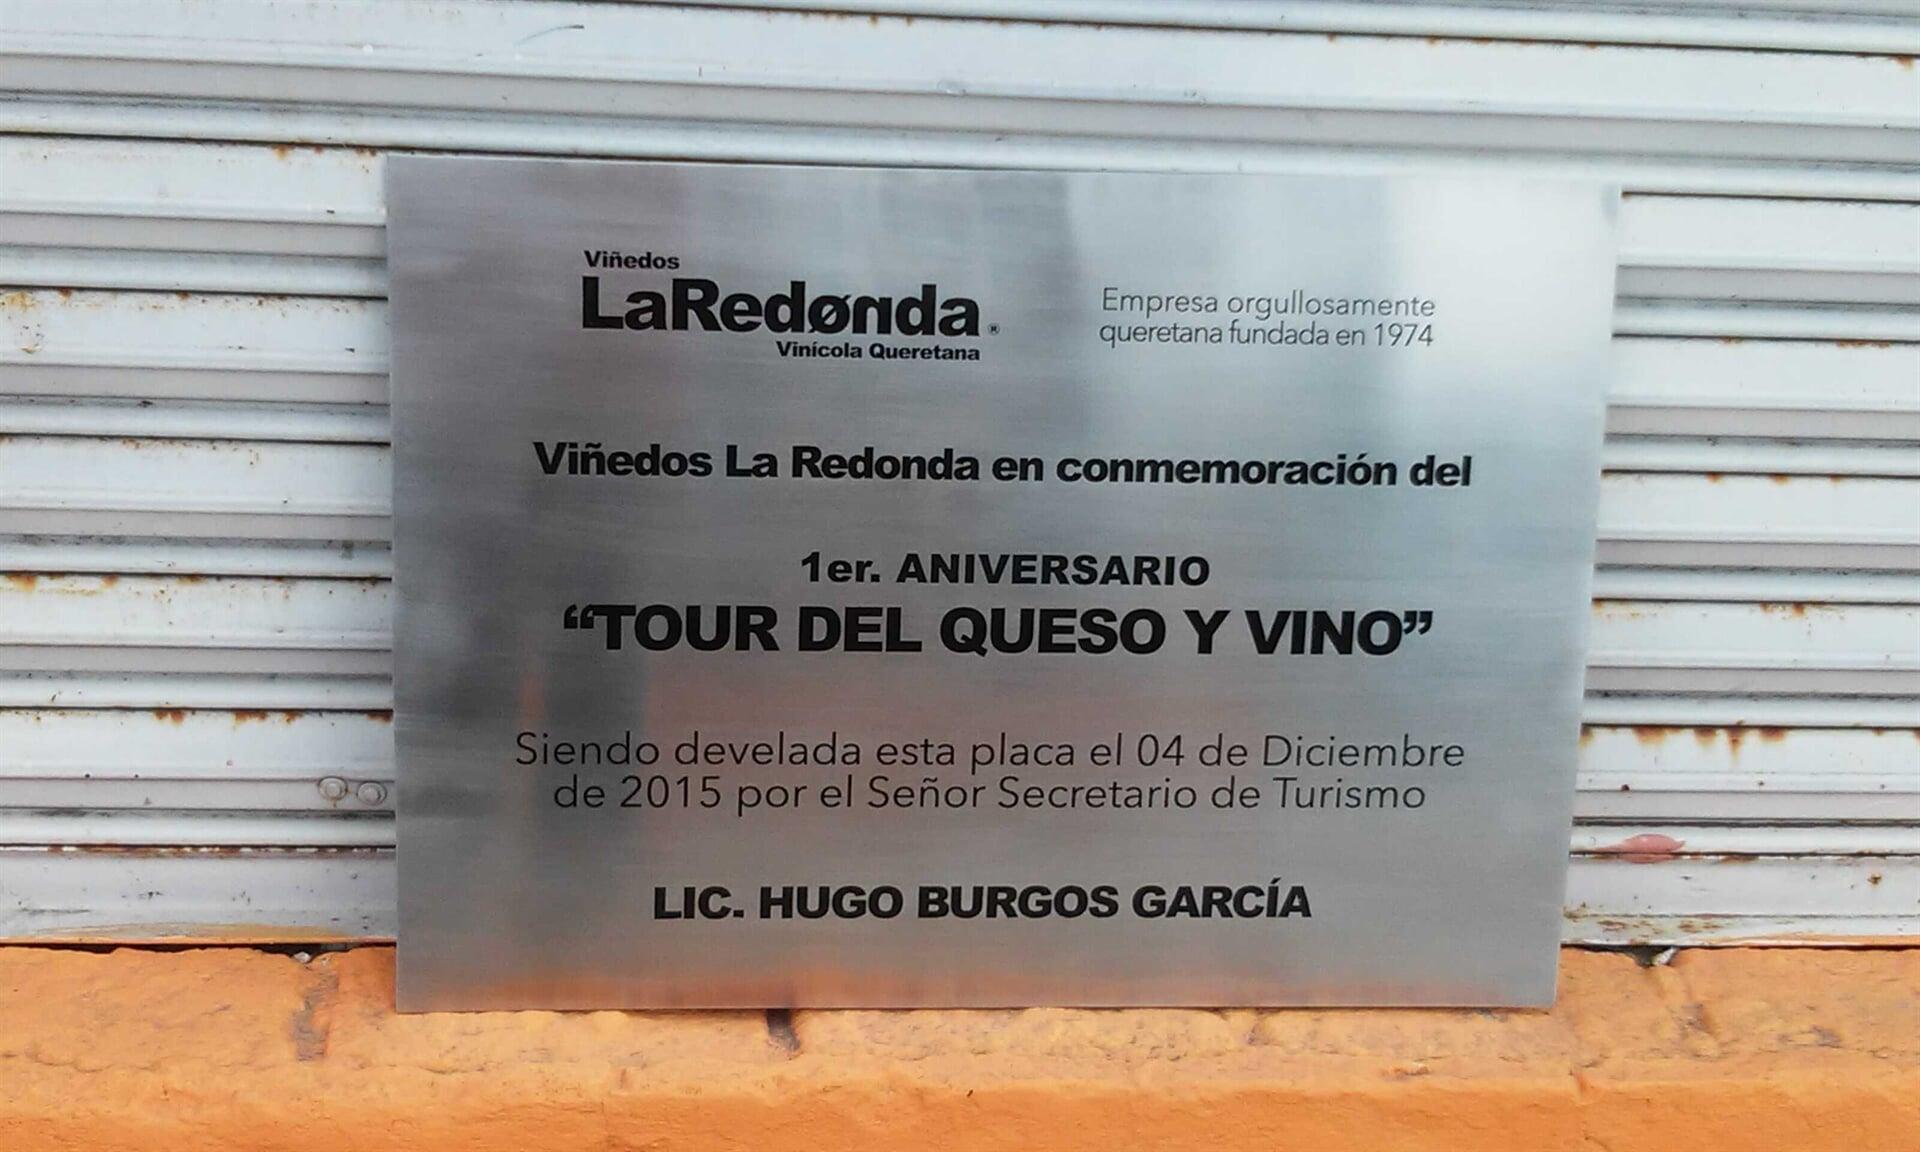 Viñedos
LaRedønda®
Vinícola Queretana
Empresa orgullosamente
queretana fundada en 1974
Viñedos La Redonda en conmemoración del
1er. ANIVERSARIO
“TOUR DEL QUESO Y VINO”
Siendo develada esta placa el 04 de Diciembre
de 2015 por el Señor Secretario de Turismo
LIC. HUGO BURGOS GARCÍA